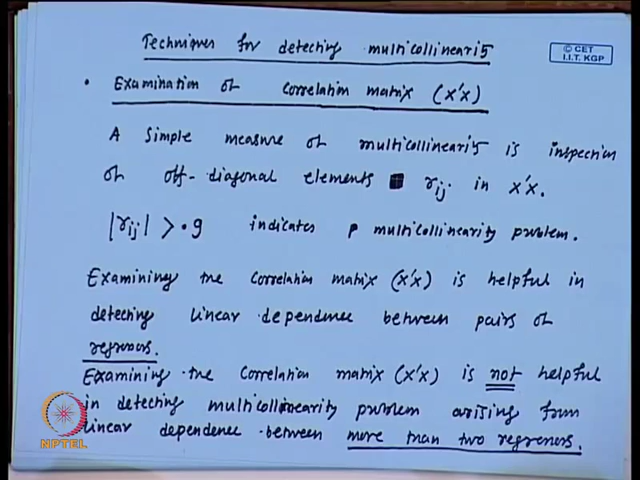 Techniques for detecting multicollinearity
© CET
I.I.T. KGP
• Examination of Correlation matrix (X'X)
A Simple measure of multicollinearity is inspection
of off-diagonal elements rij in X'X.
|rij| > .9 indicates multicollinearity problem.
Examining the Correlation matrix (X'X) is helpful in
detecting linear dependence between pairs of
regressors.
Examining the Correlation matrix (X'X) is not helpful
in detecting multicollinearity problem arising from
linear dependence between more than two regressors.
NPTEL